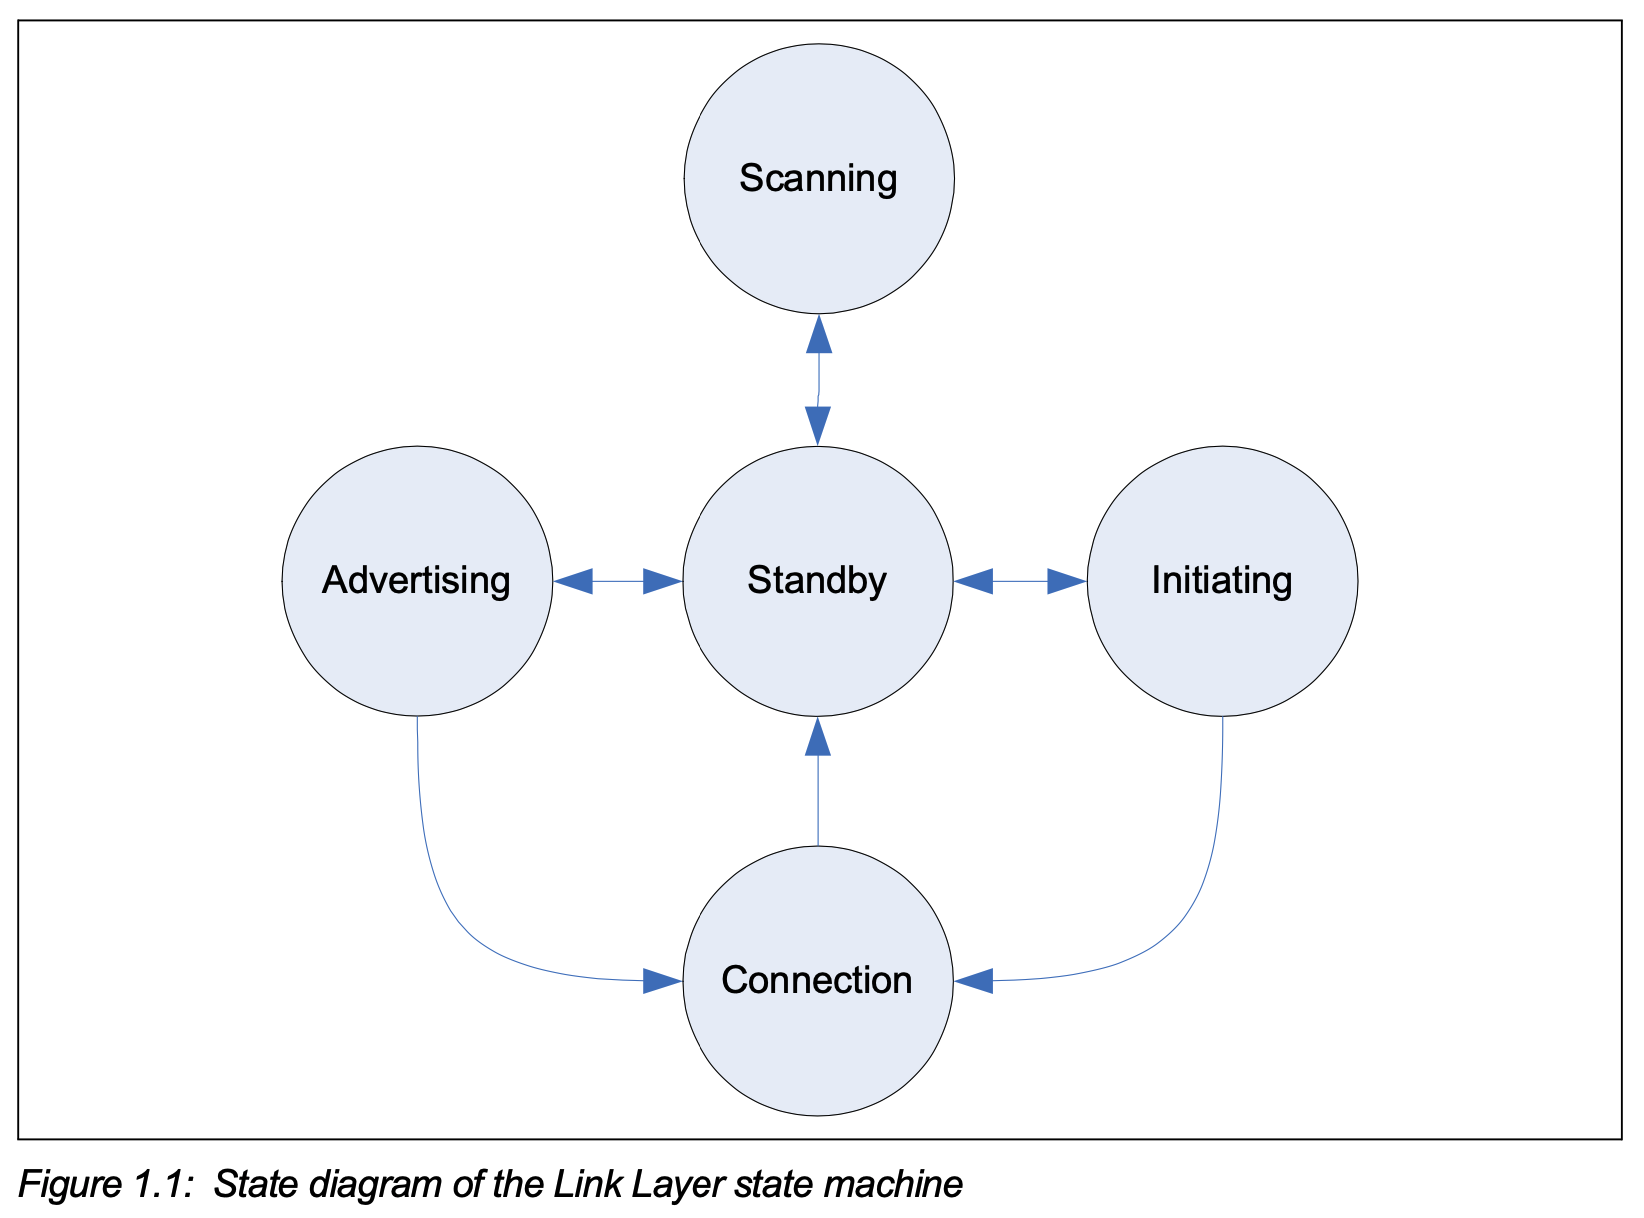 Scanning
Advertising
Standby
Initiating
Connection
Figure 1.1:  State diagram of the Link Layer state machine